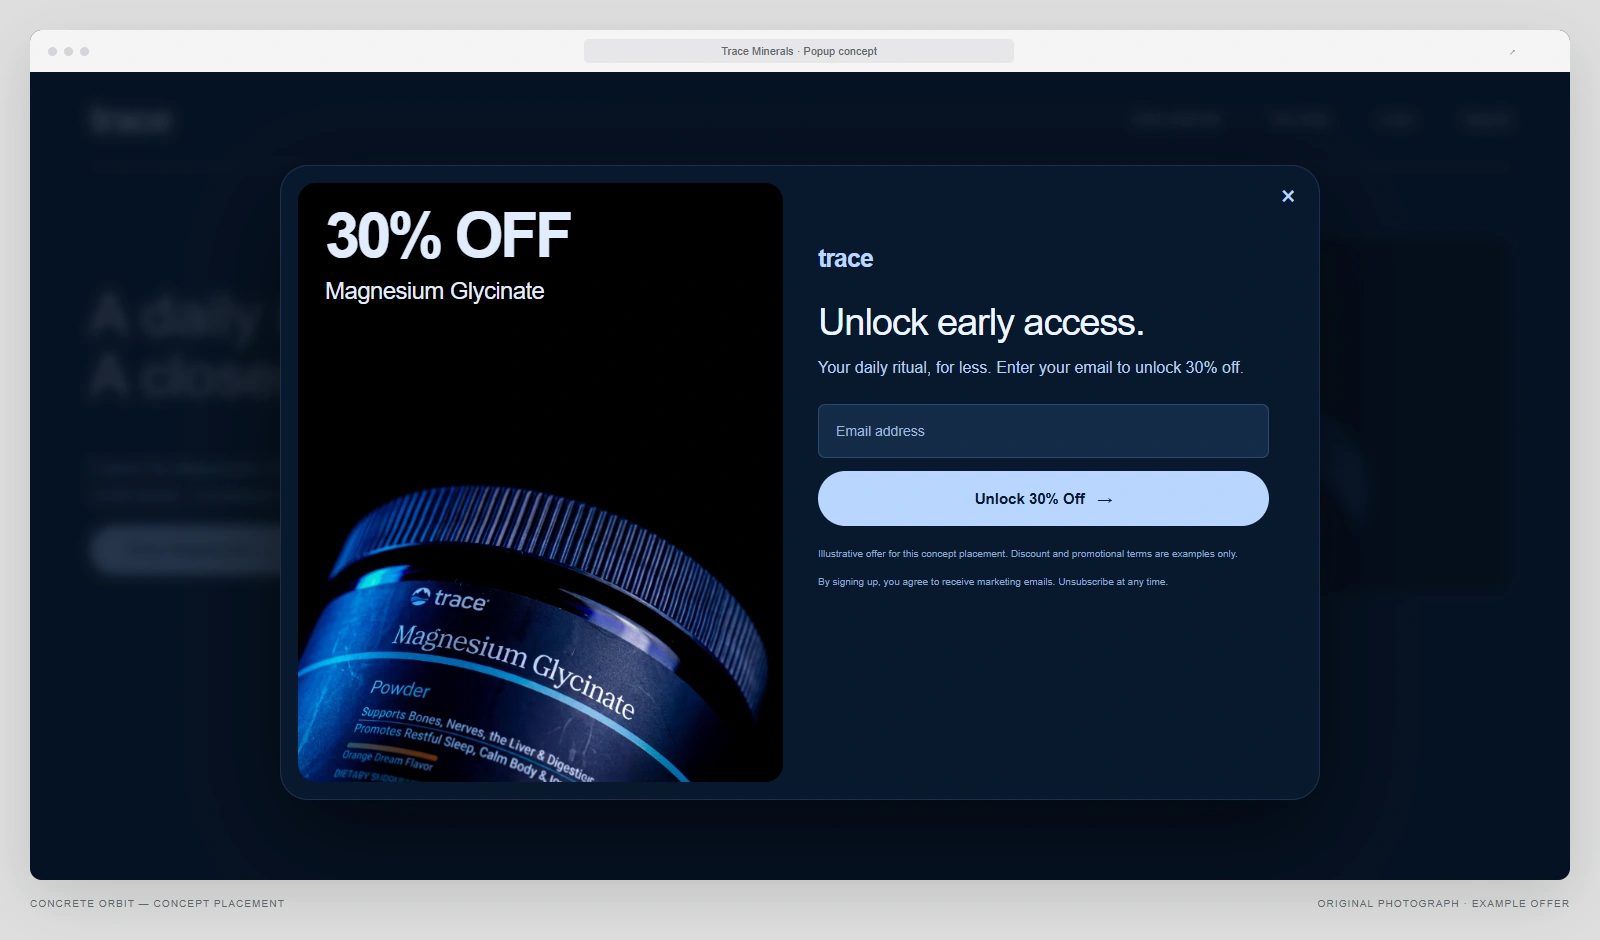 Trace Minerals · Popup concept
trace
A daily
A closer
×
30% OFF
Magnesium Glycinate
trace
Magnesium Glycinate
Powder
Supports Bones, Nerves, the Liver & Digestion
Promotes Restful Sleep, Calm Body &
Orange Dream Flavor
DIETARY
trace
Unlock early access.
Your daily ritual, for less. Enter your email to unlock 30% off.
Email address
Unlock 30% Off →
Illustrative offer for this concept placement. Discount and promotional terms are examples only.
By signing up, you agree to receive marketing emails. Unsubscribe at any time.
CONCRETE ORBIT — CONCEPT PLACEMENT
ORIGINAL PHOTOGRAPH · EXAMPLE OFFER